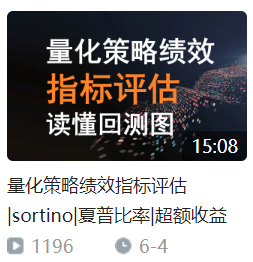 量化策略绩效
指标评估
读懂回测图
15:08
量化策略绩效指标评估
|sortino|夏普比率|超额收益
1196
6-4